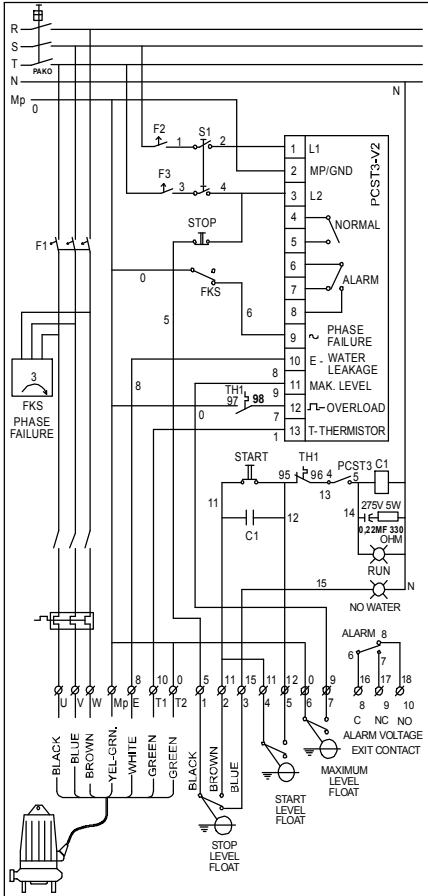 R
S
T
PAKO
N
N
Mp
0
F2
1
S1
2
F3
3
4
STOP
0
FKS
5
6
1 L1
2 MP/GND
3 L2
4
NORMAL
5
6
ALARM
7
8
9 ~ PHASE FAILURE
10 E - WATER LEAKAGE
11 MAK. LEVEL
12 OVERLOAD
13 T-THERMISTOR
PCST3-V2
F1
3
FKS
PHASE
FAILURE
8
8
9
TH1
97 98
0
7
1
START
TH1
95 96 4
PCST3
5
C1
13
11
C1
12
14
275V 5W
0,22MF 330
OHM
RUN
15
N
NO WATER
ALARM 8
6 7
8 10 0 5 11 15 11 12 0 9 16 17 18
U V W Mp E T1 T2 1 2 3 4 5 6 7 8 9 10
C NC NO
ALARM VOLTAGE
EXIT CONTACT
BLACK
BLUE
BROWN
YEL-GRN.
WHITE
GREEN
GREEN
BLACK
BROWN
BLUE
MAXIMUM
LEVEL
FLOAT
START
LEVEL
FLOAT
STOP
LEVEL
FLOAT